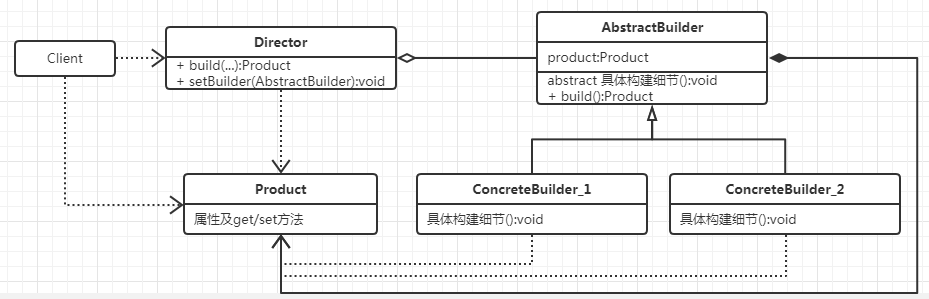 Client
Director
+ build(...):Product
+ setBuilder(AbstractBuilder):void
AbstractBuilder
product:Product
abstract 具体构建细节():void
+ build():Product
Product
属性及get/set方法
ConcreteBuilder_1
具体构建细节():void
ConcreteBuilder_2
具体构建细节():void